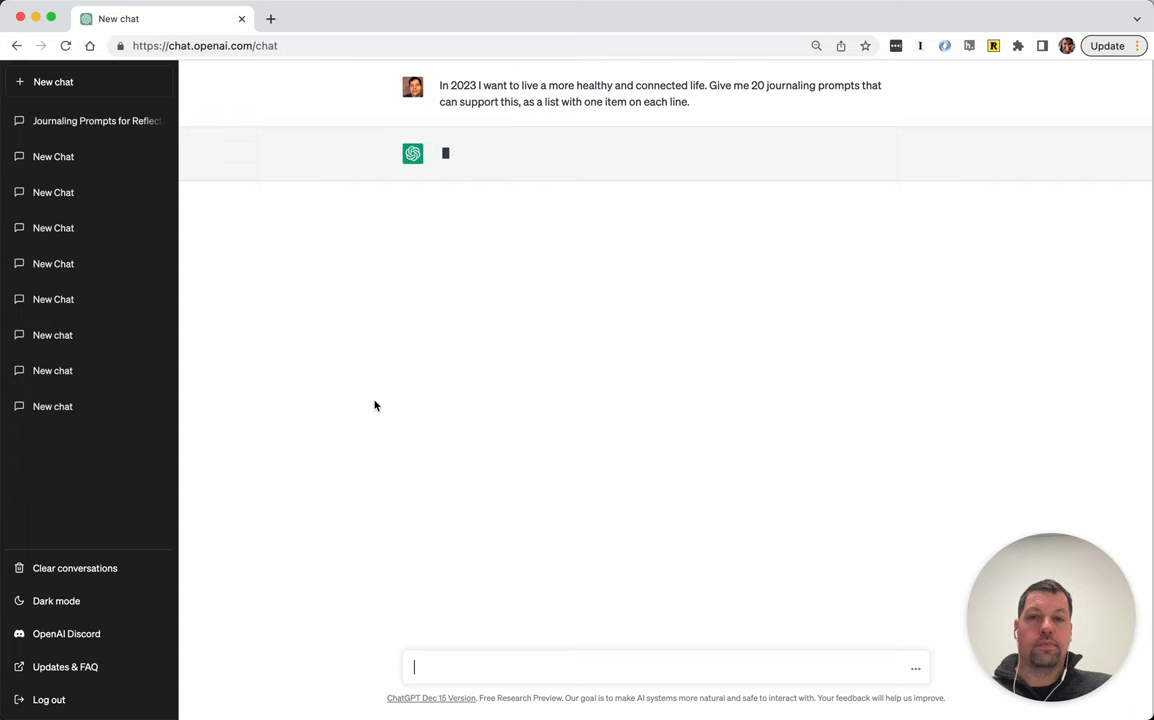 New chat
https://chat.openai.com/chat
Update
New chat
Journaling Prompts for Reflect
New Chat
New Chat
New Chat
New Chat
New Chat
New chat
New chat
New chat
Clear conversations
Dark mode
OpenAI Discord
Updates & FAQ
Log out
In 2023 I want to live a more healthy and connected life. Give me 20 journaling prompts that
can support this, as a list with one item on each line.
ChatGPT Dec 15 Version. Free Research Preview. Our goal is to make AI systems more natural and safe to interact with. Your feedback will help us improve.